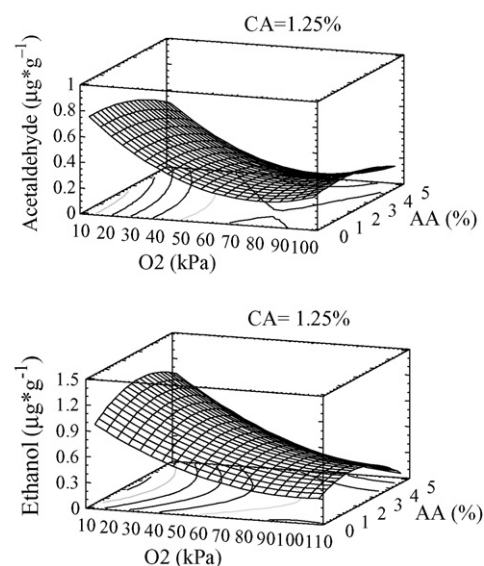 CA=1.25%
Acetaldehyde (µg*g⁻¹)
1
0.8
0.6
0.4
0.2
0
10 20 30 40 50 60 70 80 90 100
O2 (kPa)
0 1 2 3 4 5
AA (%)
CA= 1.25%
Ethanol (µg*g⁻¹)
1.5
1.2
0.9
0.6
0.3
0
10 20 30 40 50 60 70 80 90 100 110
O2 (kPa)
0 1 2 3 4 5
AA (%)